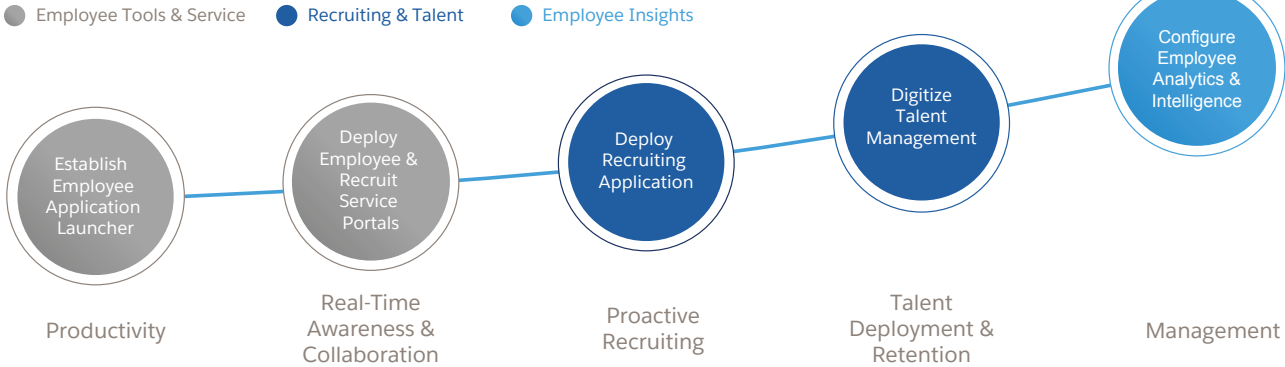 Employee Tools & Service
Recruiting & Talent
Employee Insights
Establish
Employee
Application
Launcher
Deploy
Employee &
Recruit
Service
Portals
Deploy
Recruiting
Application
Digitize
Talent
Management
Configure
Employee
Analytics &
Intelligence
Productivity
Real-Time
Awareness &
Collaboration
Proactive
Recruiting
Talent
Deployment &
Retention
Management